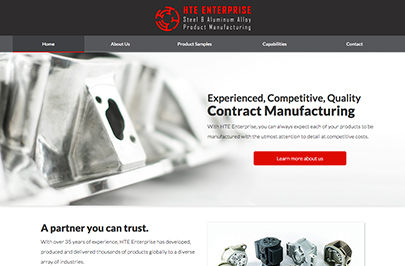 HTE ENTERPRISE
Steel & Aluminum Alloy
Product Manufacturing
Home About Us Product Samples Capabilities Contact
Experienced, Competitive, Quality
Contract Manufacturing
With HTE Enterprise, you can always expect each of your products to be
manufactured with the utmost attention to detail at competitive costs.
Learn more about us
A partner you can trust.
With over 35 years of experience, HTE Enterprise has developed,
produced and delivered thousands of products globally to a diverse
array of industries.